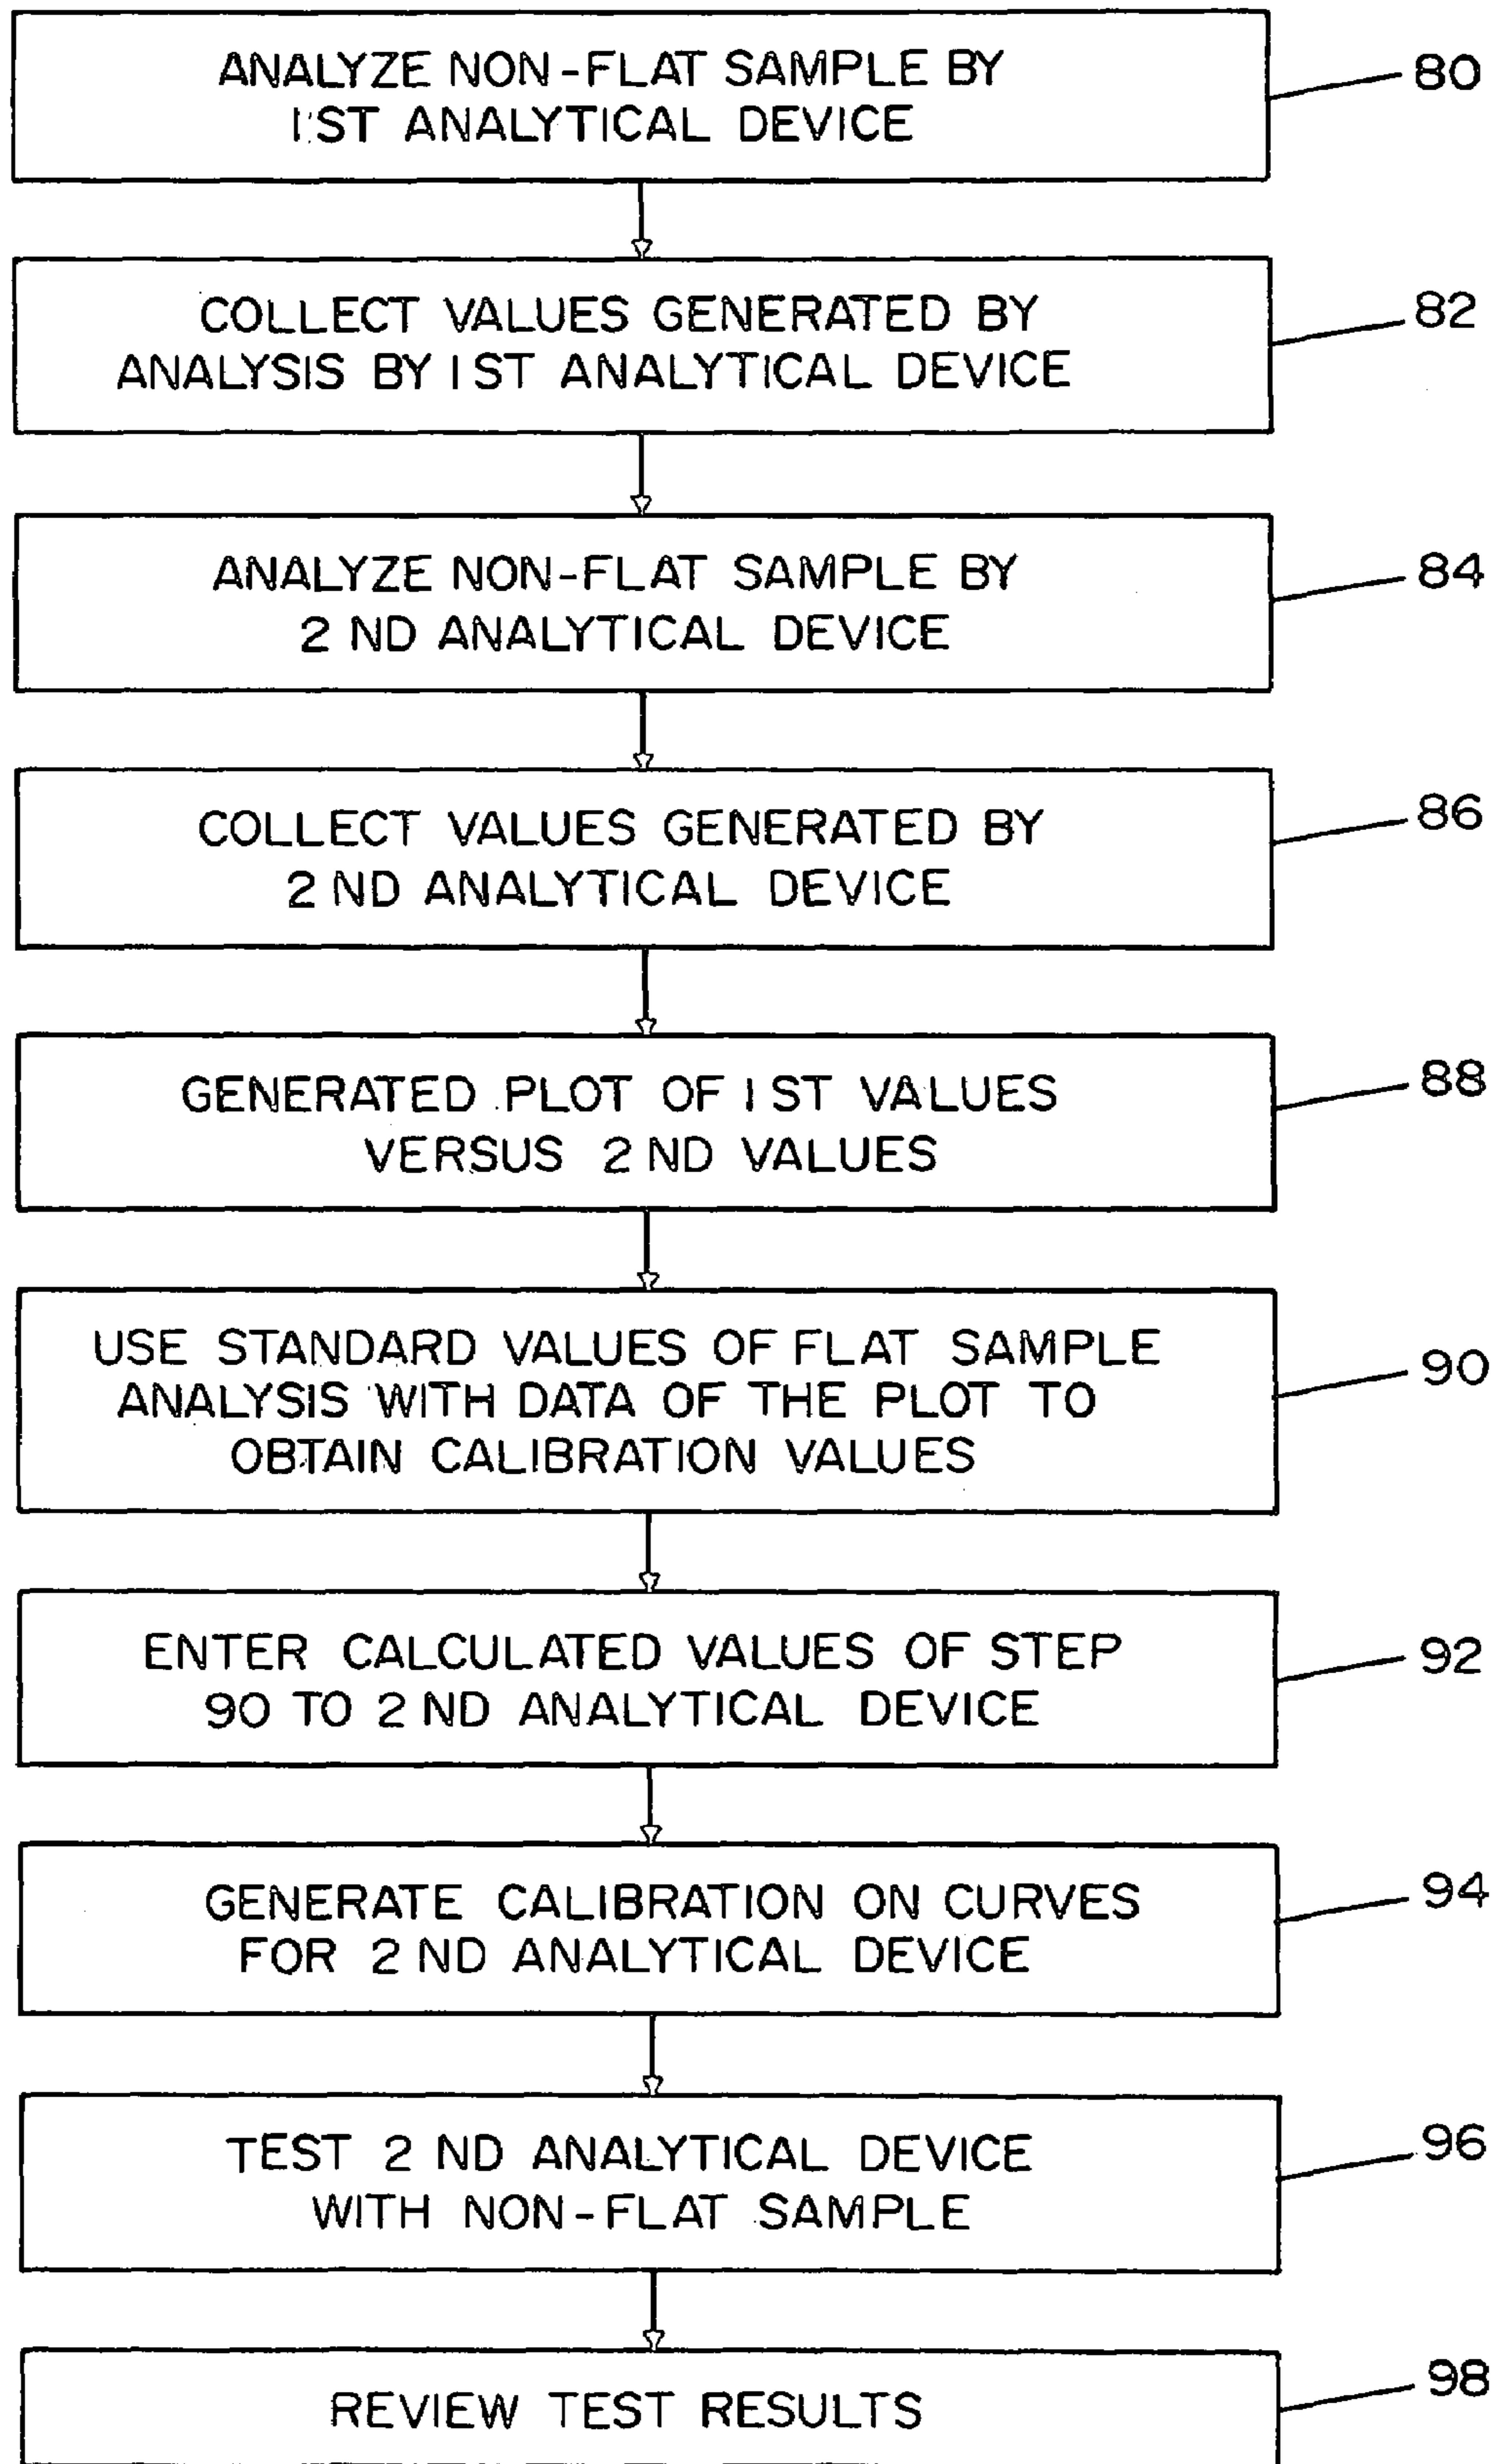 ANALYZE NON-FLAT SAMPLE BY
1ST ANALYTICAL DEVICE
80
COLLECT VALUES GENERATED BY
ANALYSIS BY 1ST ANALYTICAL DEVICE
82
ANALYZE NON-FLAT SAMPLE BY
2 ND ANALYTICAL DEVICE
84
COLLECT VALUES GENERATED BY
2 ND ANALYTICAL DEVICE
86
GENERATED PLOT OF 1ST VALUES
VERSUS 2 ND VALUES
88
USE STANDARD VALUES OF FLAT SAMPLE
ANALYSIS WITH DATA OF THE PLOT TO
OBTAIN CALIBRATION VALUES
90
ENTER CALCULATED VALUES OF STEP
90 TO 2 ND ANALYTICAL DEVICE
92
GENERATE CALIBRATION ON CURVES
FOR 2 ND ANALYTICAL DEVICE
94
TEST 2 ND ANALYTICAL DEVICE
WITH NON-FLAT SAMPLE
96
REVIEW TEST RESULTS
98